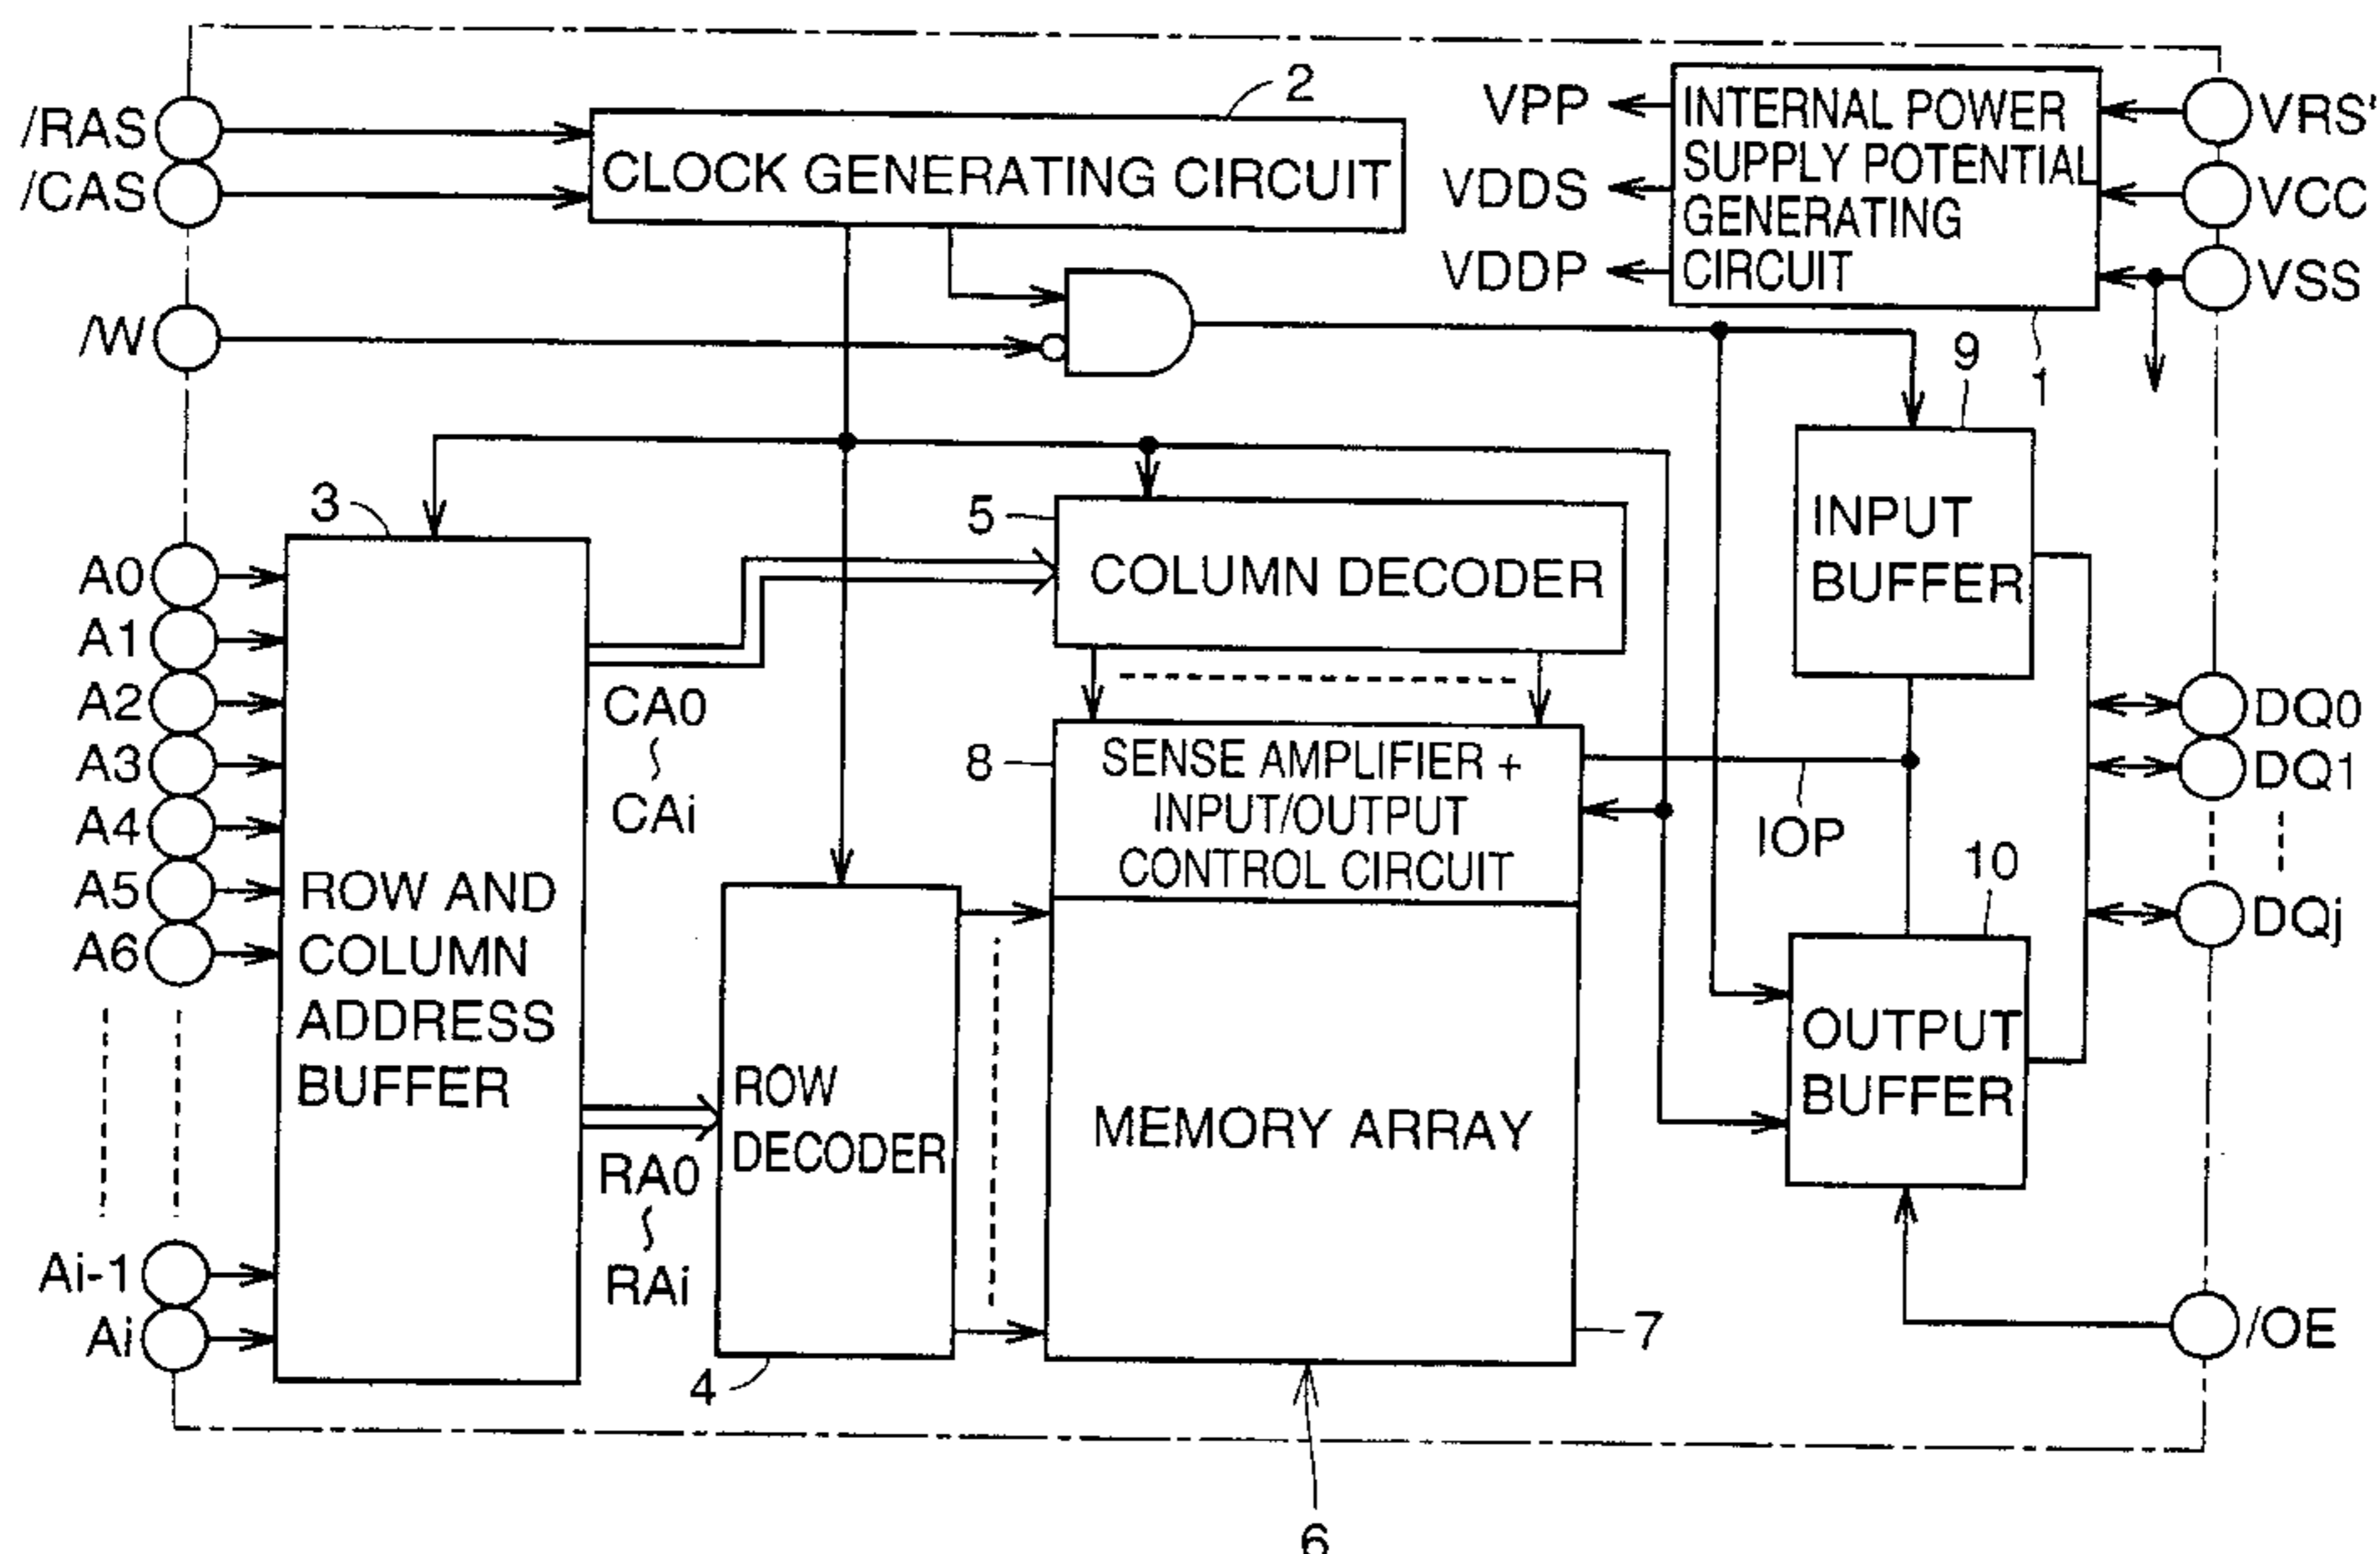 /RAS
/CAS
/W
2
CLOCK GENERATING CIRCUIT
VPP
VDDS
VDDP
INTERNAL POWER
SUPPLY POTENTIAL
GENERATING
CIRCUIT
VRS'
VCC
VSS
1
9
INPUT
BUFFER
3
5
COLUMN DECODER
A0
A1
A2
A3
A4
A5
A6
Ai-1
Ai
ROW AND
COLUMN
ADDRESS
BUFFER
CA0
CAi
RA0
RAi
ROW
DECODER
4
8
SENSE AMPLIFIER +
INPUT/OUTPUT
CONTROL CIRCUIT
MEMORY ARRAY
7
6
IOP
10
OUTPUT
BUFFER
DQ0
DQ1
DQj
/OE